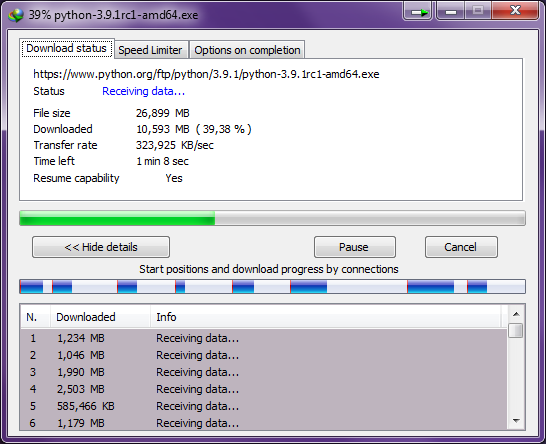 39% python-3.9.1rc1-amd64.exe
Download status Speed Limiter Options on completion
https://www.python.org/ftp/python/3.9.1/python-3.9.1rc1-amd64.exe
Status Receiving data...
File size 26,899 MB
Downloaded 10,593 MB ( 39,38 % )
Transfer rate 323,925 KB/sec
Time left 1 min 8 sec
Resume capability Yes
<< Hide details Pause Cancel
Start positions and download progress by connections
N. Downloaded Info
1 1,234 MB Receiving data...
2 1,046 MB Receiving data...
3 1,990 MB Receiving data...
4 2,503 MB Receiving data...
5 585,466 KB Receiving data...
6 1,179 MB Receiving data...